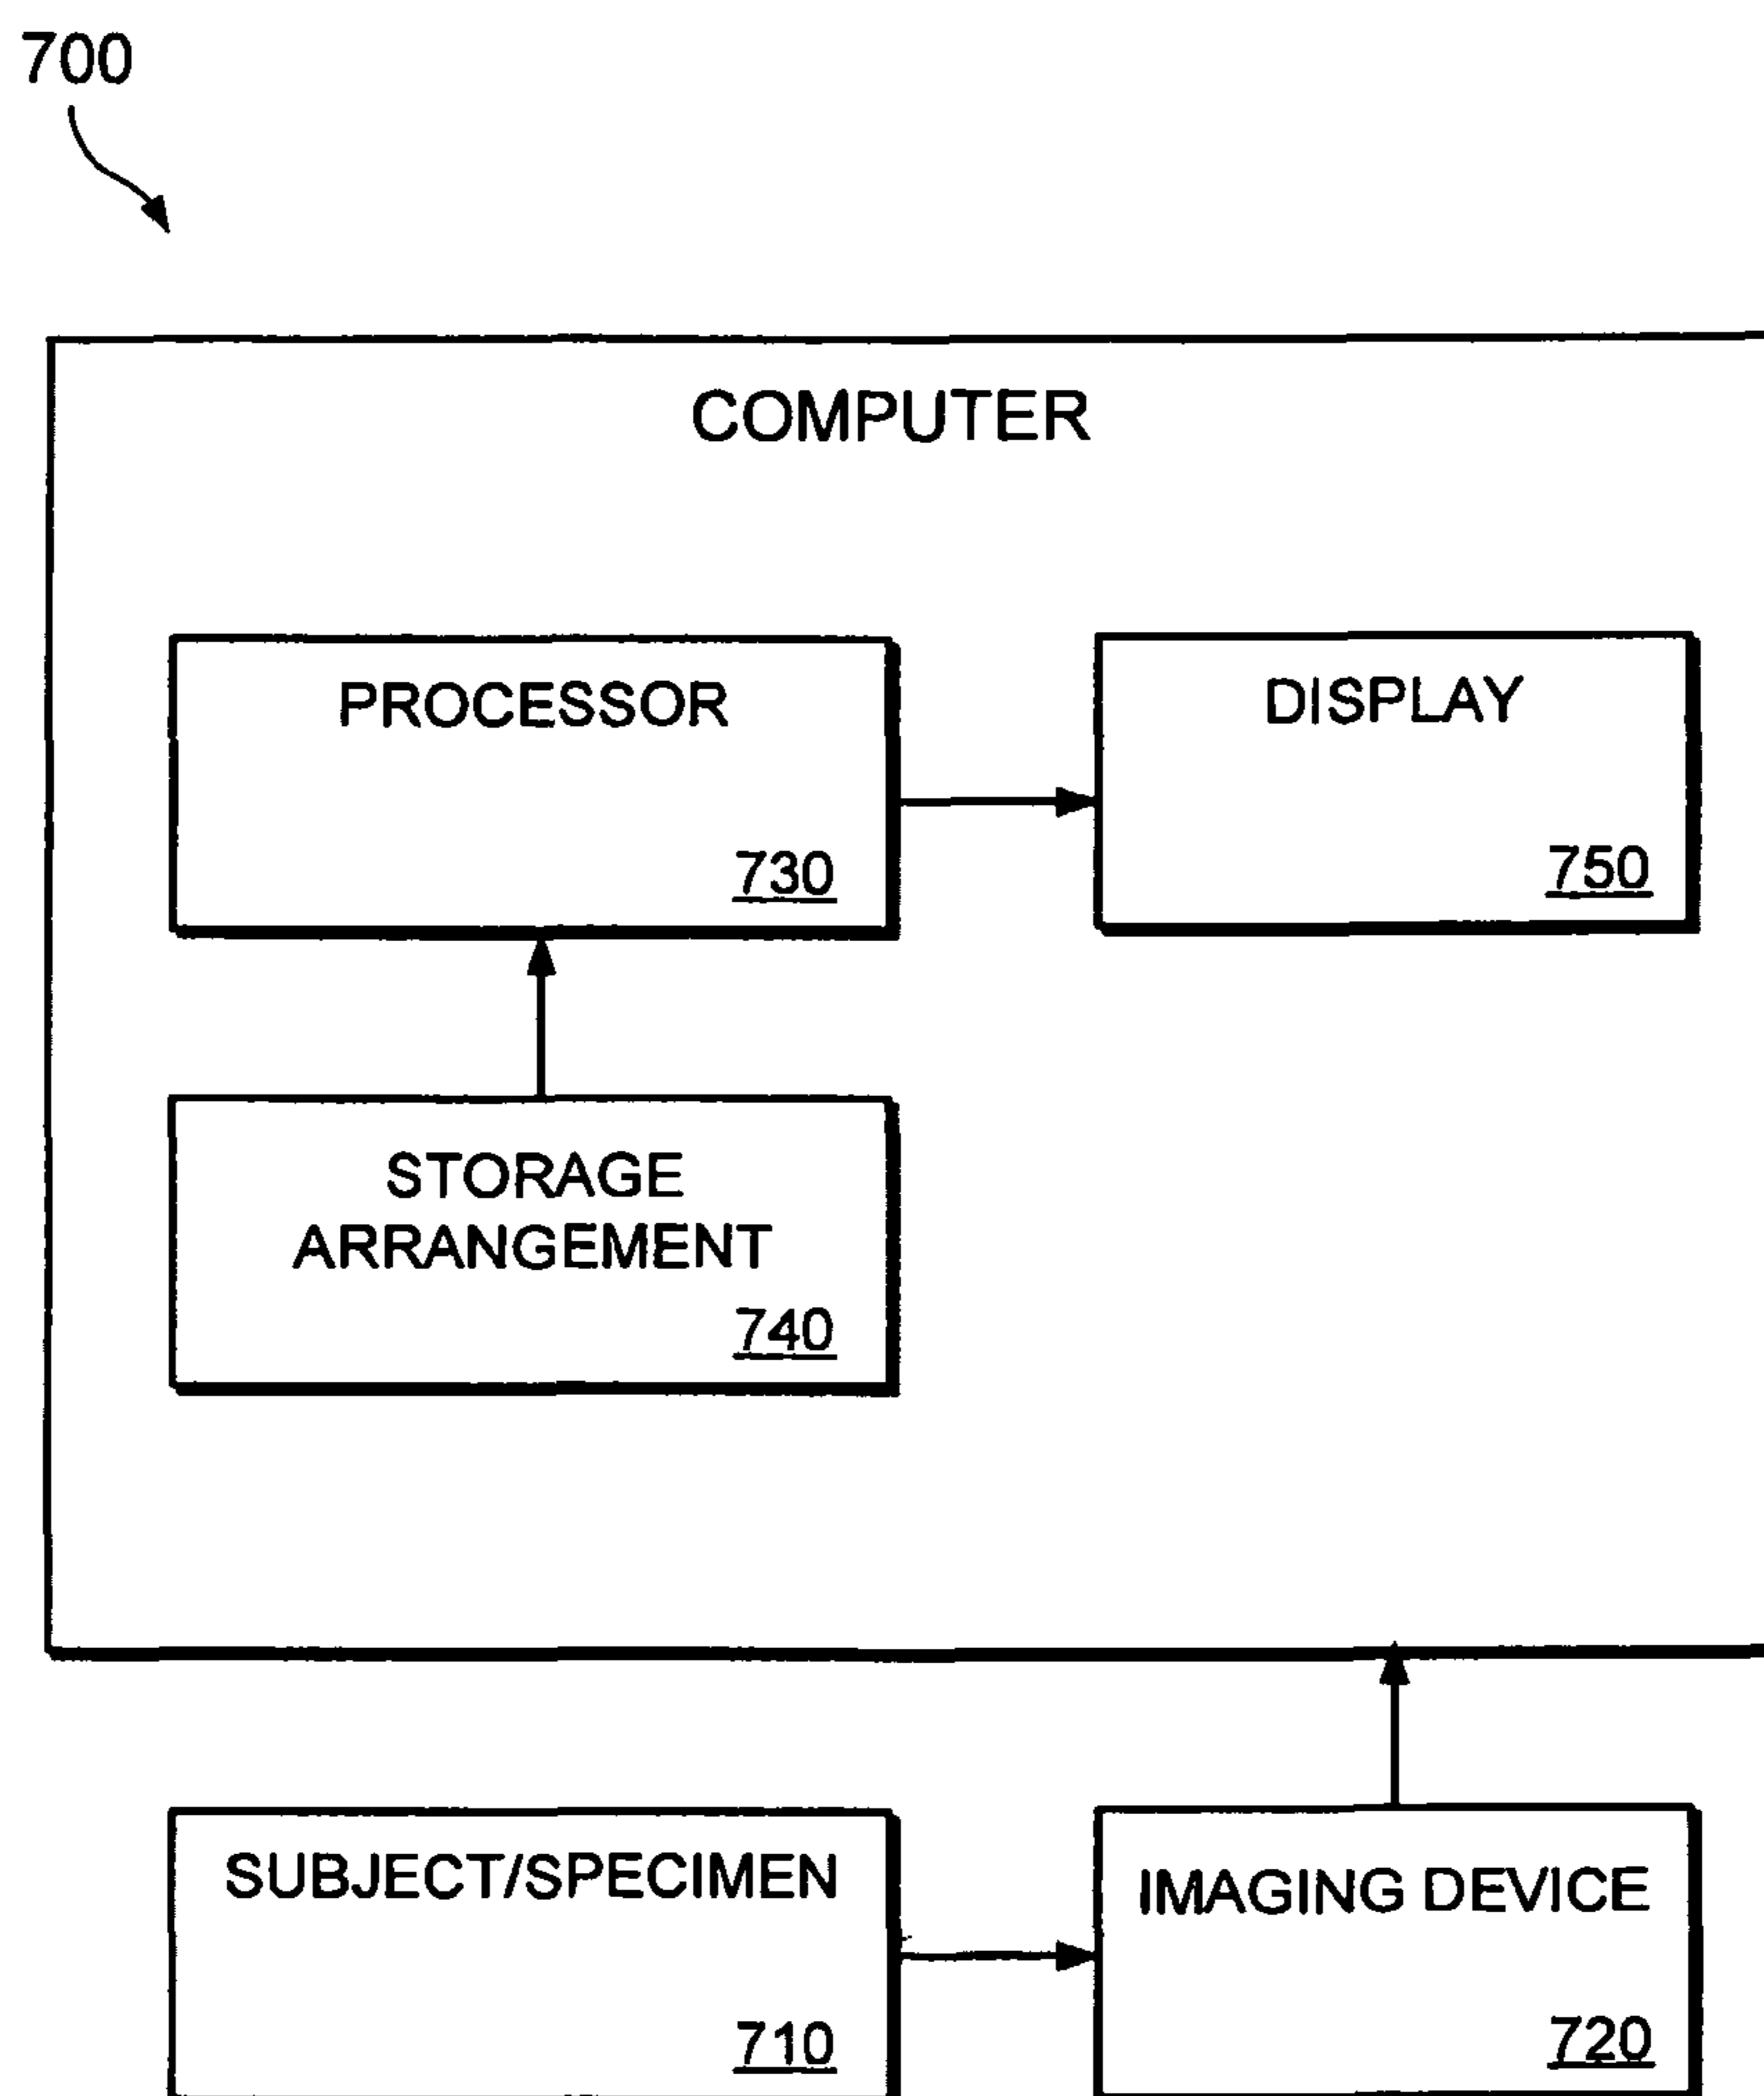 700
COMPUTER
PROCESSOR
730
DISPLAY
750
STORAGE
ARRANGEMENT
740
SUBJECT/SPECIMEN
710
IMAGING DEVICE
720